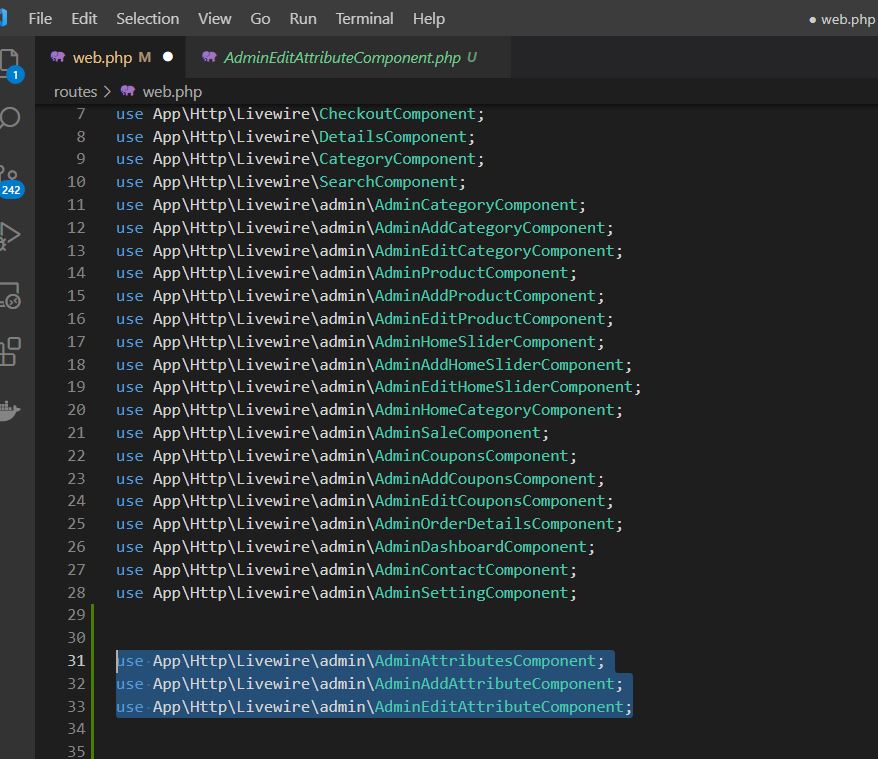 File Edit Selection View Go Run Terminal Help ● web.php
web.php M ● AdminEditAttributeComponent.php U
1
routes > web.php
7 use App\Http\Livewire\CheckoutComponent;
8 use App\Http\Livewire\DetailsComponent;
9 use App\Http\Livewire\CategoryComponent;
10 use App\Http\Livewire\SearchComponent;
242
11 use App\Http\Livewire\admin\AdminCategoryComponent;
12 use App\Http\Livewire\admin\AdminAddCategoryComponent;
13 use App\Http\Livewire\admin\AdminEditCategoryComponent;
14 use App\Http\Livewire\admin\AdminProductComponent;
15 use App\Http\Livewire\admin\AdminAddProductComponent;
16 use App\Http\Livewire\admin\AdminEditProductComponent;
17 use App\Http\Livewire\admin\AdminHomeSliderComponent;
18 use App\Http\Livewire\admin\AdminAddHomeSliderComponent;
19 use App\Http\Livewire\admin\AdminEditHomeSliderComponent;
20 use App\Http\Livewire\admin\AdminHomeCategoryComponent;
21 use App\Http\Livewire\admin\AdminSaleComponent;
22 use App\Http\Livewire\admin\AdminCouponsComponent;
23 use App\Http\Livewire\admin\AdminAddCouponsComponent;
24 use App\Http\Livewire\admin\AdminEditCouponsComponent;
25 use App\Http\Livewire\admin\AdminOrderDetailsComponent;
26 use App\Http\Livewire\admin\AdminDashboardComponent;
27 use App\Http\Livewire\admin\AdminContactComponent;
28 use App\Http\Livewire\admin\AdminSettingComponent;
29
30
31 use App\Http\Livewire\admin\AdminAttributesComponent;
32 use App\Http\Livewire\admin\AdminAddAttributeComponent;
33 use App\Http\Livewire\admin\AdminEditAttributeComponent;
34
35